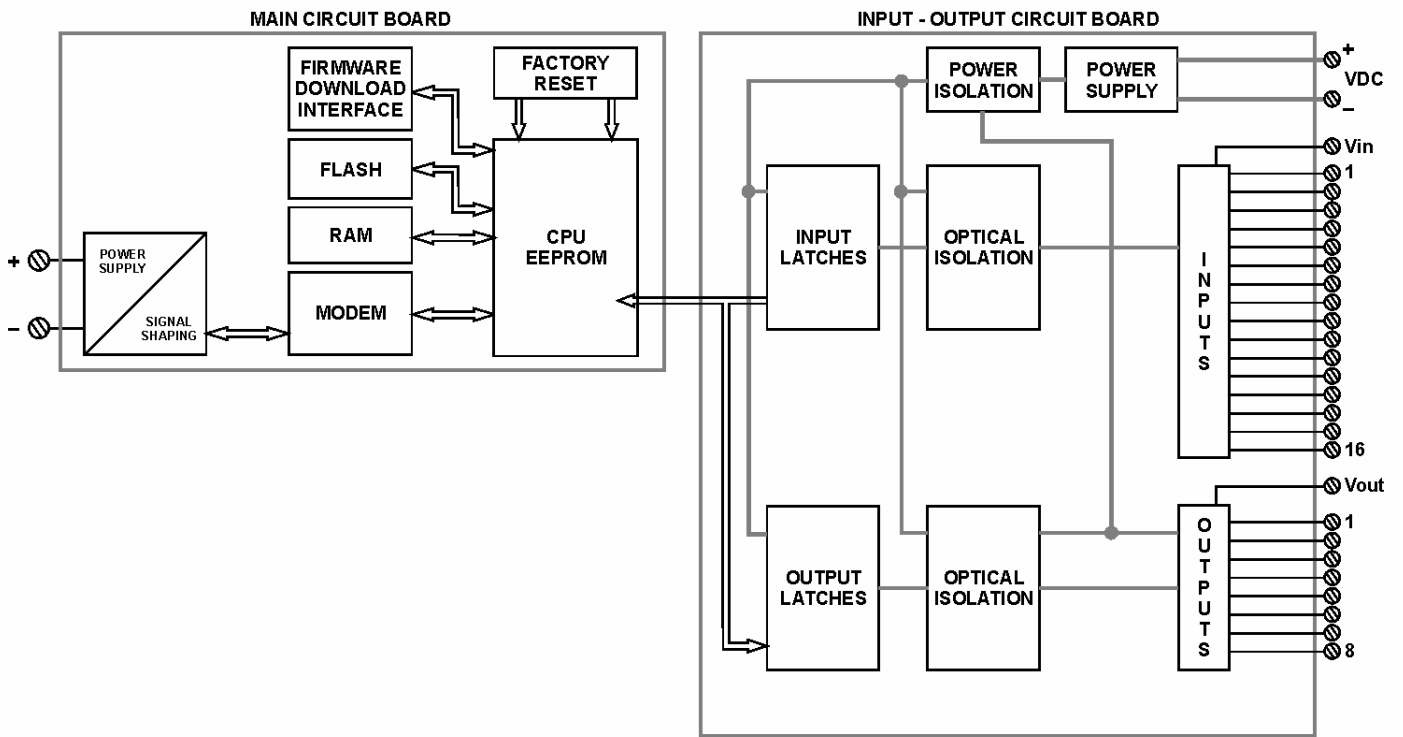 MAIN CIRCUIT BOARD
FIRMWARE
DOWNLOAD
INTERFACE
FACTORY
RESET
FLASH
RAM
MODEM
CPU
EEPROM
POWER
SUPPLY
SIGNAL
SHAPING
+
–
INPUT - OUTPUT CIRCUIT BOARD
POWER
ISOLATION
POWER
SUPPLY
+
VDC
–
INPUT
LATCHES
OPTICAL
ISOLATION
INPUTS
Vin
1
16
OUTPUT
LATCHES
OPTICAL
ISOLATION
OUTPUTS
Vout
1
8